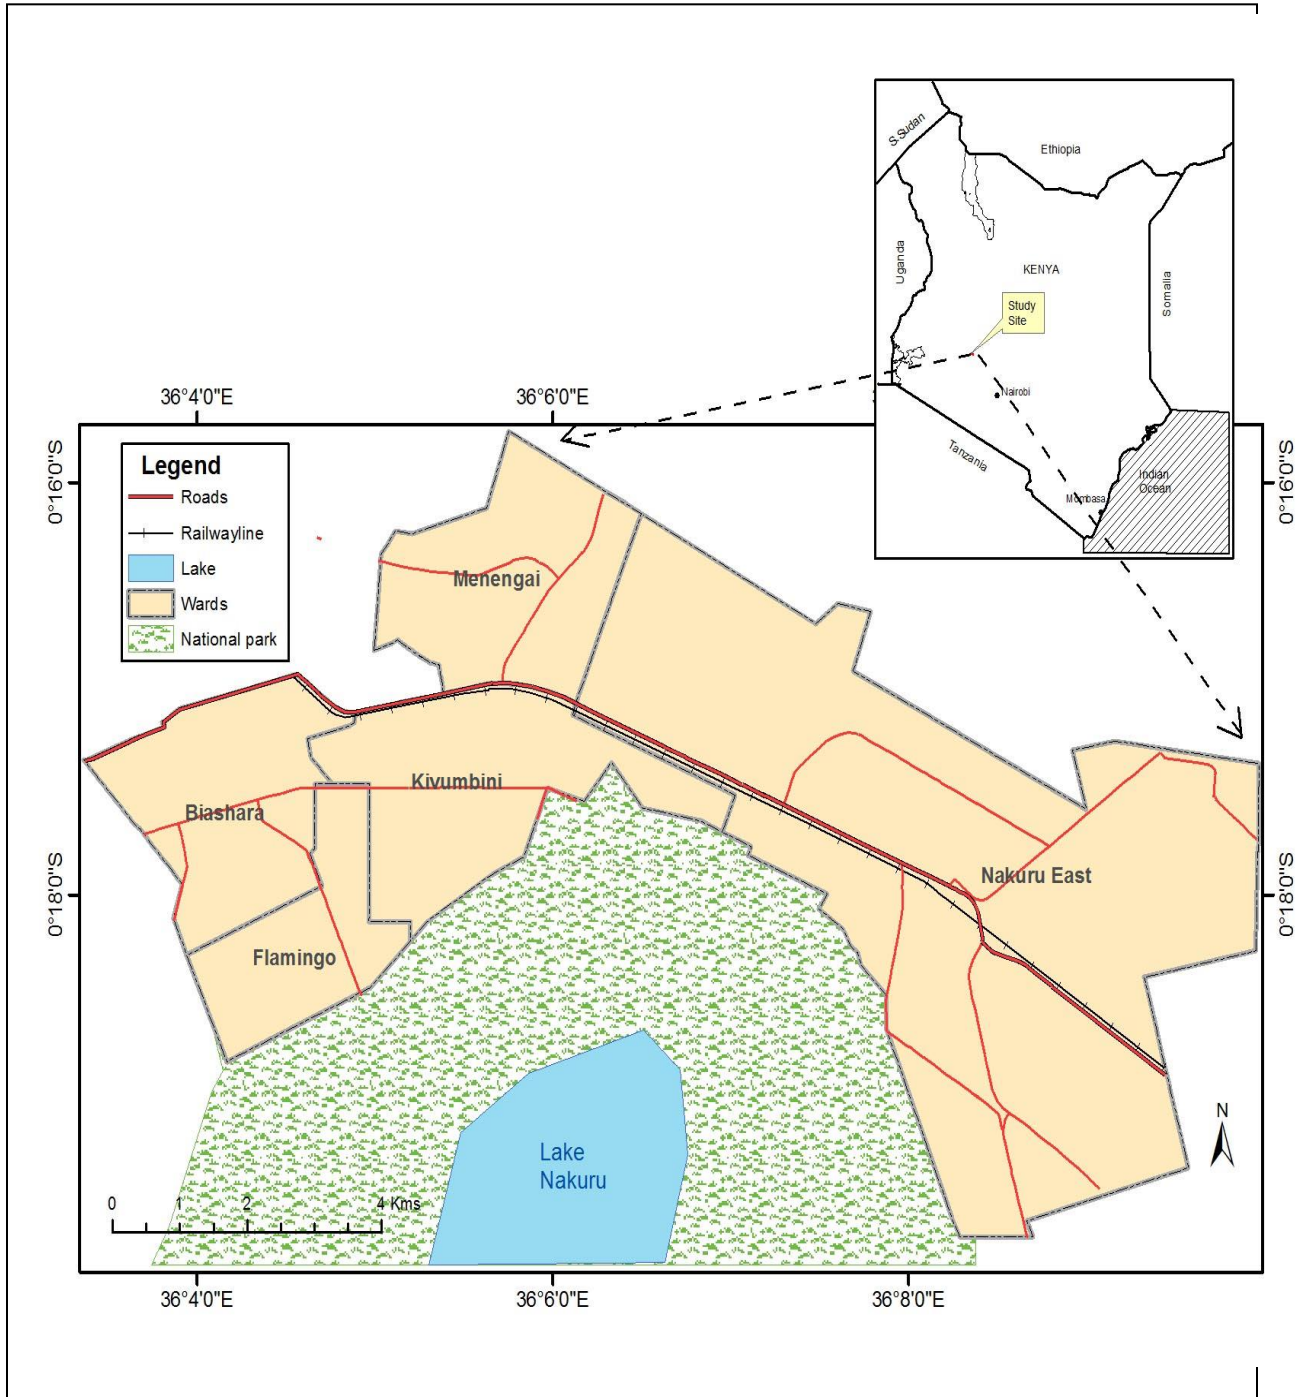 S.Sudan
Ethiopia
Uganda
KENYA
Somalia
Study
Site
Nairobi
Tanzania
Mombasa
Indian
Ocean
36°4'0"E
36°6'0"E
0°16'0"S
0°16'0"S
Legend
Roads
Railwayline
Lake
Wards
National park
Menengai
Kivumbini
Biashara
Nakuru East
Flamingo
0°18'0"S
0°18'0"S
Lake
Nakuru
N
0 1 2 4 Kms
36°4'0"E
36°6'0"E
36°8'0"E